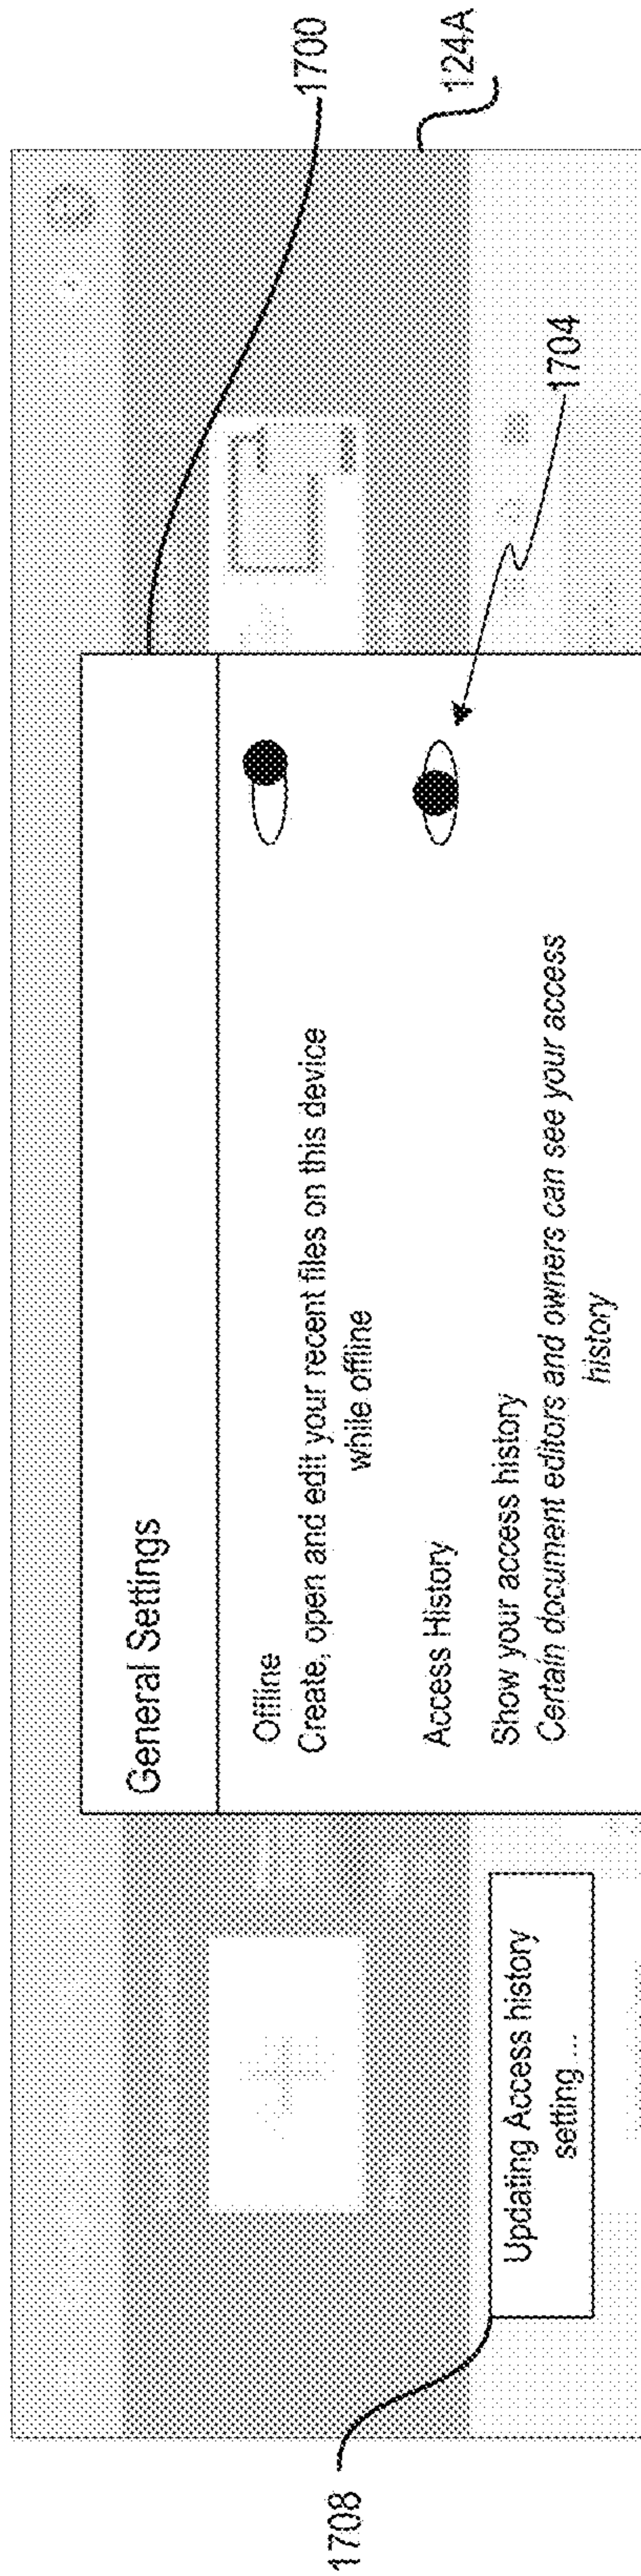 General Settings
Offline
Create, open and edit your recent files on this device
while offline
Access History
Show your access history
Certain document editors and owners can see your access
history
Updating Access history
setting ...
1700
124A
1704
1708